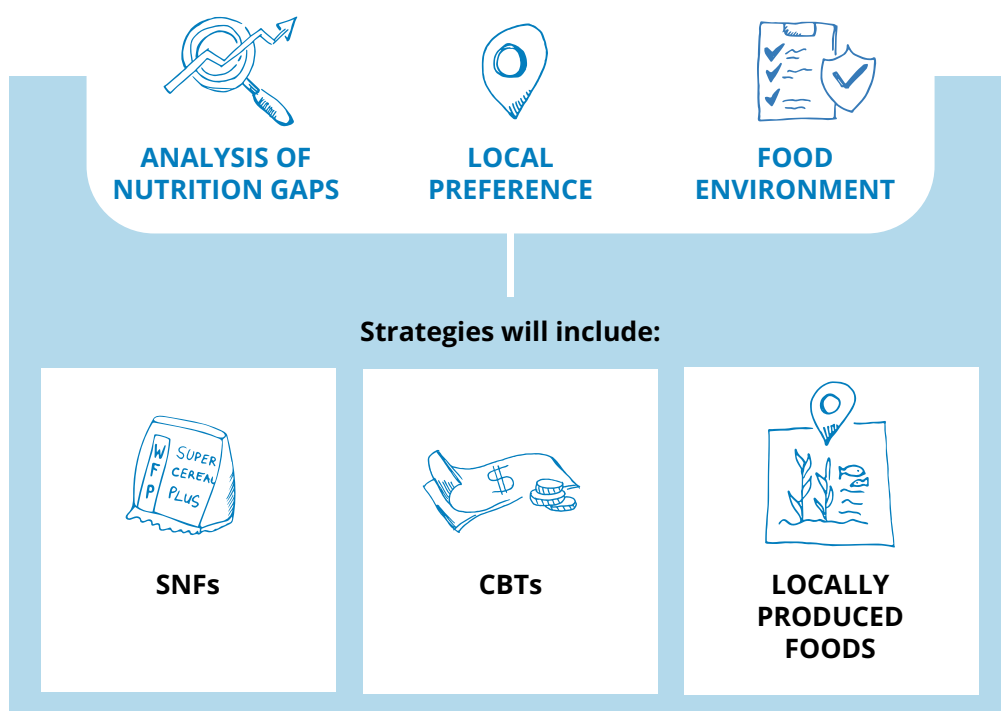 ANALYSIS OF
NUTRITION GAPS
LOCAL
PREFERENCE
FOOD
ENVIRONMENT
Strategies will include:
WFP
SUPER
CEREAL
PLUS
SNFs
CBTs
LOCALLY
PRODUCED
FOODS